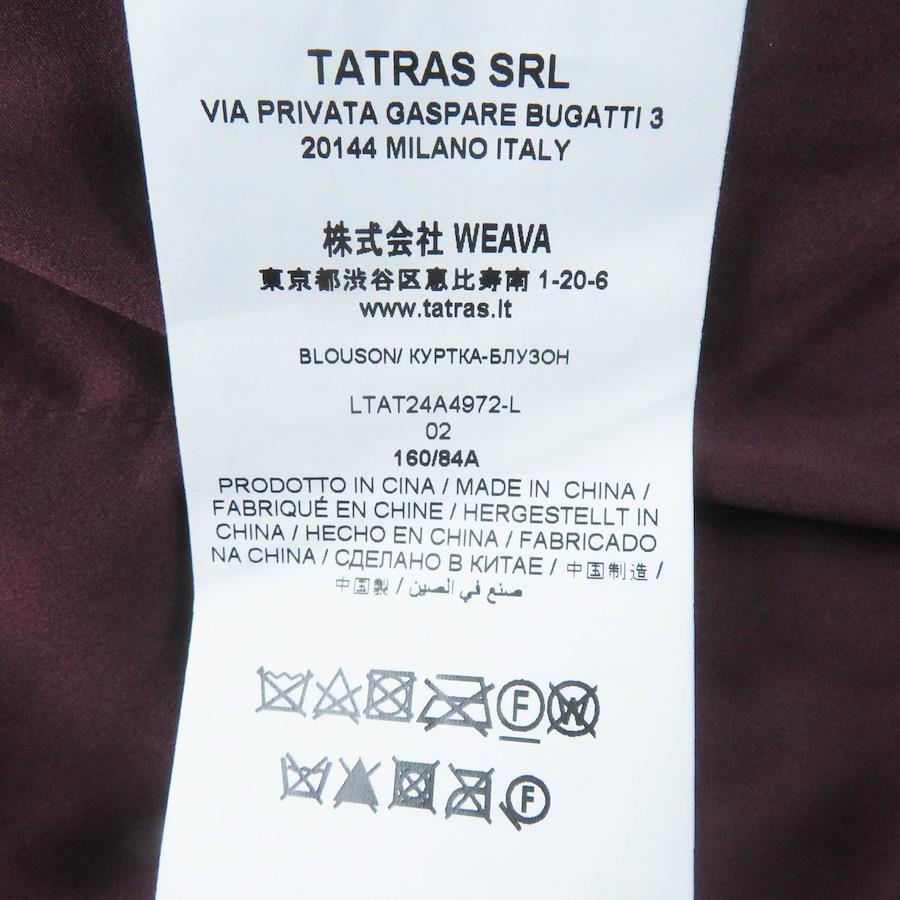 TATRAS SRL
VIA PRIVATA GASPARE BUGATTI 3
20144 MILANO ITALY
株式会社 WEAVA
東京都渋谷区恵比寿南 1-20-6
www.tatras.it
BLOUSON/ КУРТКА-БЛУЗОН
LTAT24A4972-L
02
160/84A
PRODOTTO IN CINA / MADE IN CHINA /
FABRIQUÉ EN CHINE / HERGESTELLT IN
CHINA / HECHO EN CHINA / FABRICADO
NA CHINA / СДЕЛАНО В КИТАЕ / 中国制造 /
中国製 / صنع في الصين
F W
F